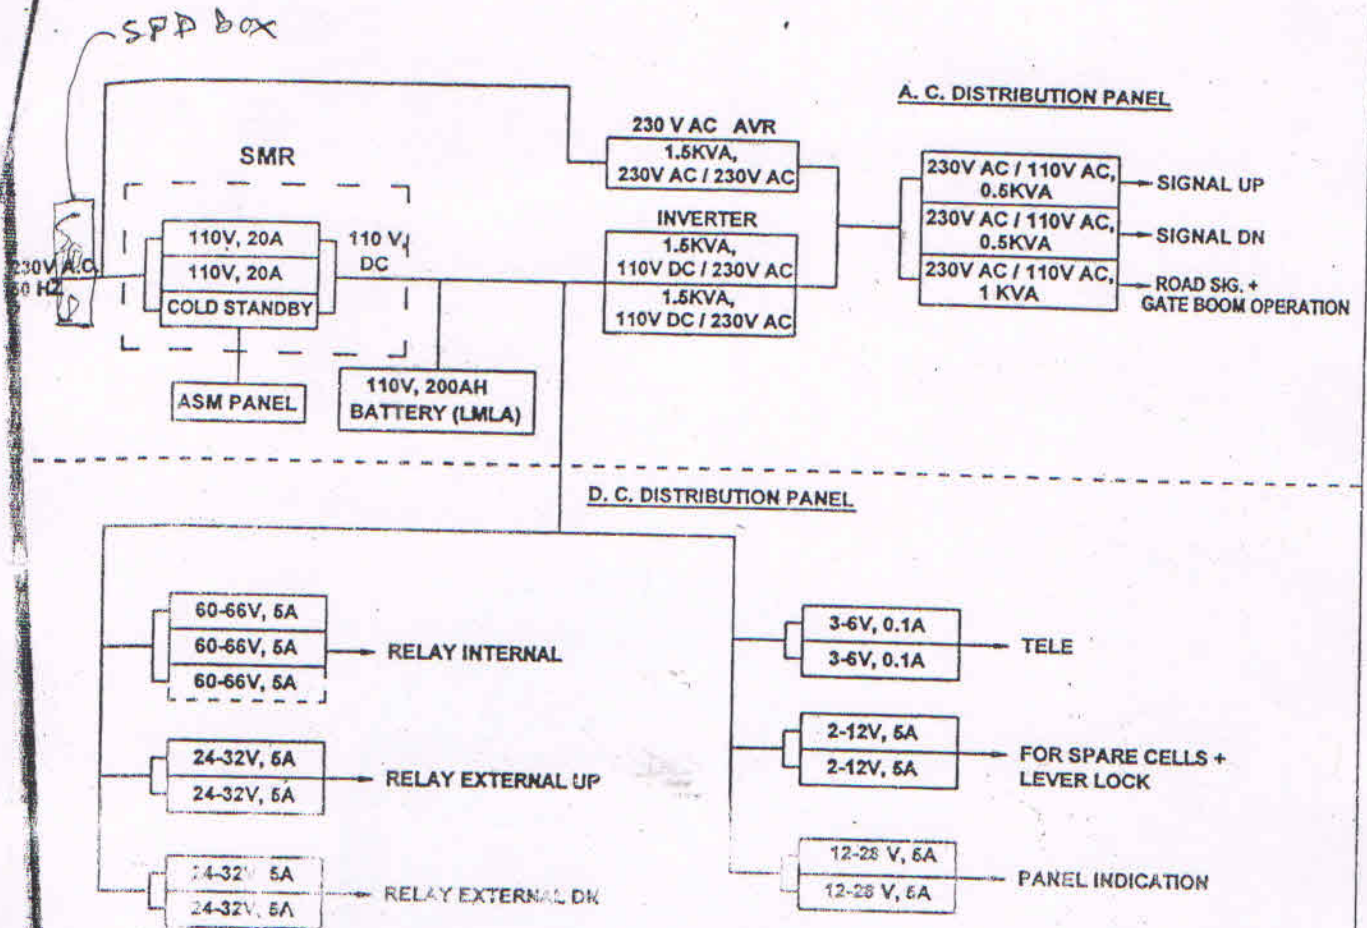 SPD box
A. C. DISTRIBUTION PANEL
230 V AC AVR
1.5KVA,
230V AC / 230V AC
SMR
230V AC / 110V AC,
0.5KVA
SIGNAL UP
230V AC / 110V AC,
0.5KVA
SIGNAL DN
230V AC / 110V AC,
1 KVA
ROAD SIG. +
GATE BOOM OPERATION
INVERTER
1.5KVA,
110V DC / 230V AC
1.5KVA,
110V DC / 230V AC
230V A.C.
HZ
110V, 20A
110V, 20A
COLD STANDBY
110 V,
DC
ASM PANEL
110V, 200AH
BATTERY (LMLA)
D. C. DISTRIBUTION PANEL
60-66V, 5A
60-66V, 5A
60-66V, 5A
RELAY INTERNAL
24-32V, 5A
24-32V, 5A
RELAY EXTERNAL UP
24-32V 5A
24-32V, 5A
RELAY EXTERNAL DN
3-6V, 0.1A
3-6V, 0.1A
TELE
2-12V, 5A
2-12V, 5A
FOR SPARE CELLS +
LEVER LOCK
12-28 V, 5A
12-28 V, 5A
PANEL INDICATION